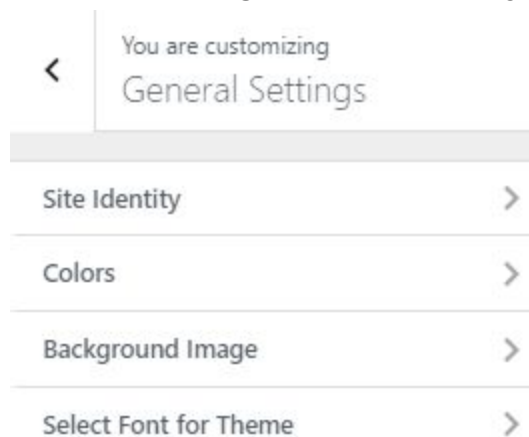 You are customizing
General Settings
Site Identity
Colors
Background Image
Select Font for Theme